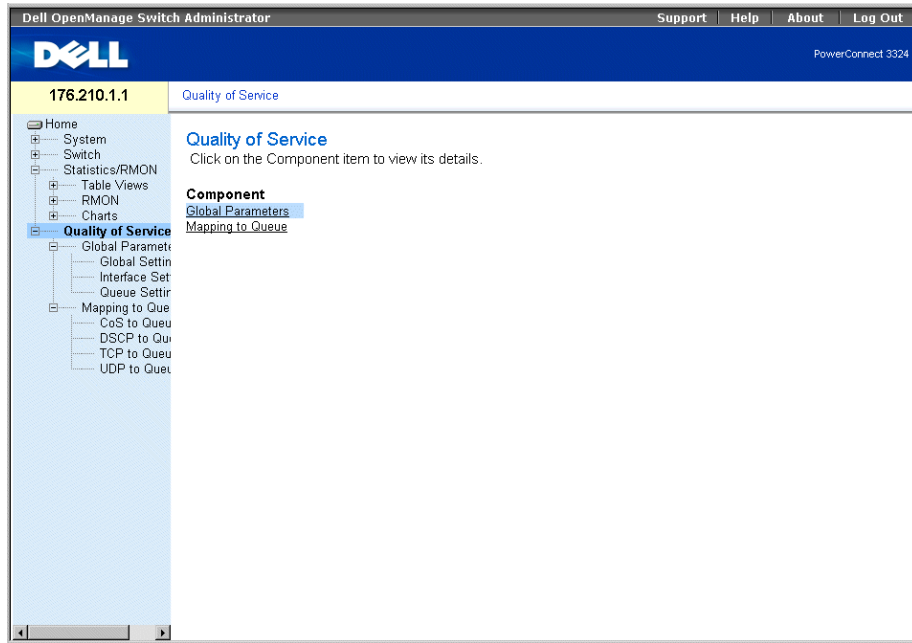 Dell OpenManage Switch Administrator
Support | Help | About | Log Out
DELL
PowerConnect 3324
176.210.1.1
Quality of Service
Home
System
Switch
Statistics/RMON
Table Views
RMON
Charts
Quality of Service
Global Paramete
Global Settin
Interface Set
Queue Settin
Mapping to Que
CoS to Queu
DSCP to Que
TCP to Queu
UDP to Queu
Quality of Service
Click on the Component item to view its details.
Component
Global Parameters
Mapping to Queue